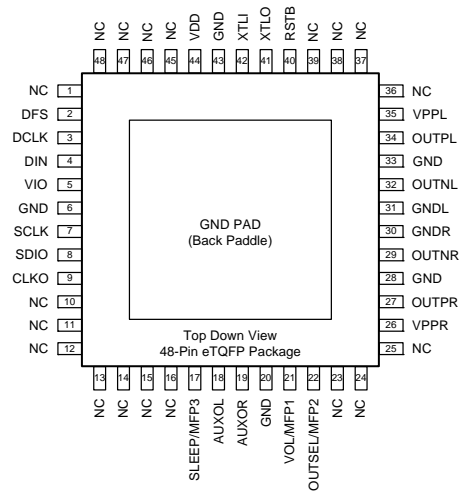 NC
NC
NC
NC
VDD
GND
XTLI
XTLO
RSTB
NC
NC
NC
48
47
46
45
44
43
42
41
40
39
38
37
NC 1
DFS 2
DCLK 3
DIN 4
VIO 5
GND 6
SCLK 7
SDIO 8
CLKO 9
NC 10
NC 11
NC 12
36 NC
35 VPPL
34 OUTPL
33 GND
32 OUTNL
31 GNDL
30 GNDR
29 OUTNR
28 GND
27 OUTPR
26 VPPR
25 NC
GND PAD
(Back Paddle)
Top Down View
48-Pin eTQFP Package
13
14
15
16
17
18
19
20
21
22
23
24
NC
NC
NC
NC
SLEEP/MFP3
AUXOL
AUXOR
GND
VOL/MFP1
OUTSEL/MFP2
NC
NC